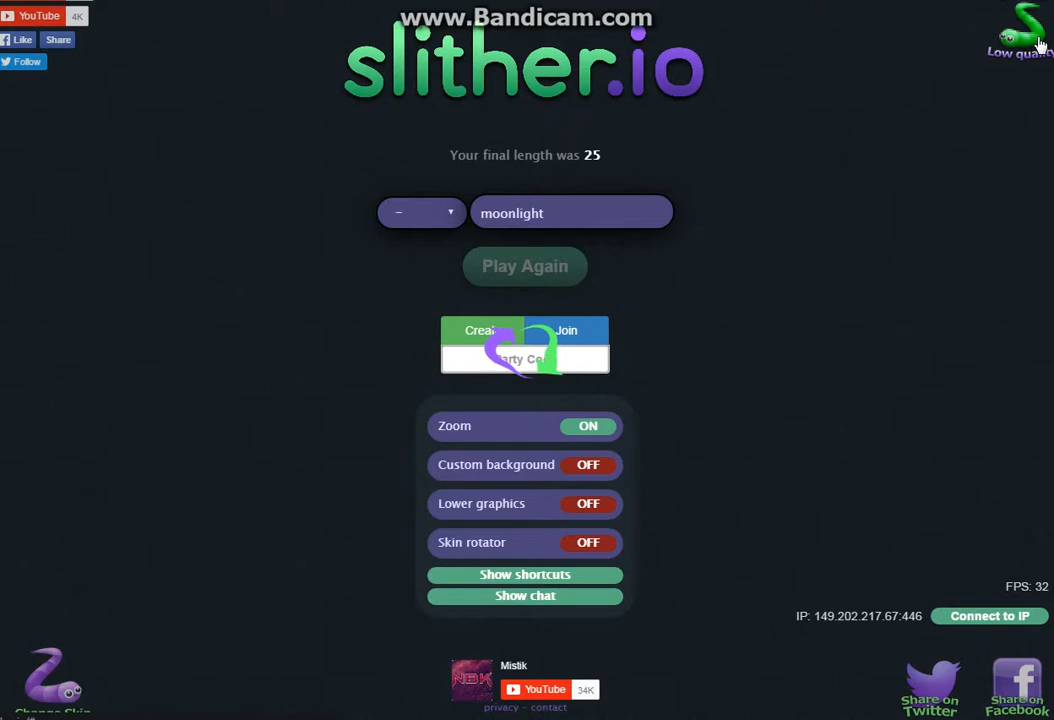 www.Bandicam.com
YouTube 4K
Like Share
Follow
slither.io
Low quality
Your final length was 25
–
moonlight
Play Again
Join
Zoom ON
Custom background OFF
Lower graphics OFF
Skin rotator OFF
Show shortcuts
Show chat
FPS: 32
IP: 149.202.217.67:446
Connect to IP
Change Skin
NBK
Mistik
YouTube 34K
privacy – contact
Share on Twitter
Share on Facebook